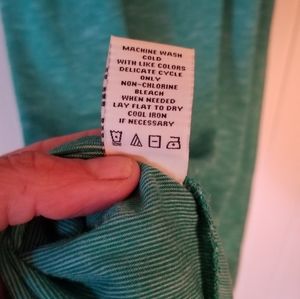 MACHINE WASH
COLD
WITH LIKE COLORS
DELICATE CYCLE
ONLY
NON-CHLORINE
BLEACH
WHEN NEEDED
LAY FLAT TO DRY
COOL IRON
IF NECESSARY